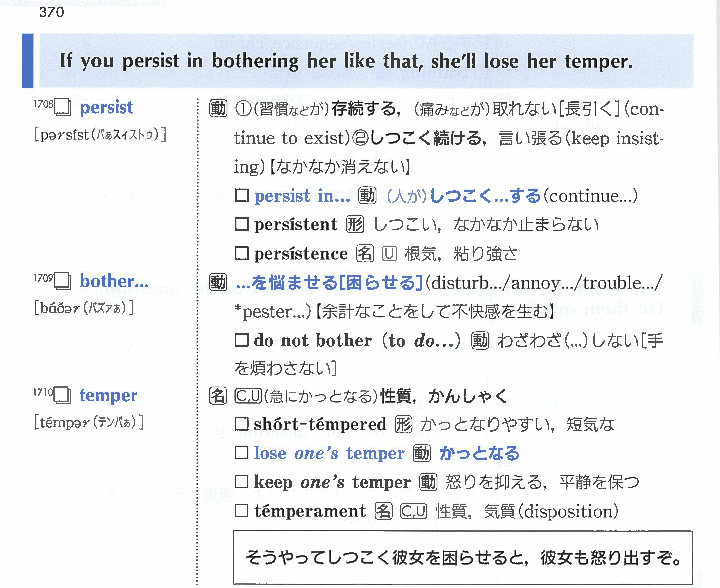 370
If you persist in bothering her like that, she'll lose her temper.
1708 □ persist
[pərsíst(パぁスィストゥ)]
動 ①(習慣などが)存続する，(痛みなどが)取れない[長引く](con-
tinue to exist)②しつこく続ける，言い張る(keep insist-
ing)【なかなか消えない】
□ persist in... 動 (人が)しつこく...する(continue...)
□ persístent 形 しつこい，なかなか止まらない
□ persístence 名 U 根気，粘り強さ
1709 □ bother...
[báðər(バズァぁ)]
動 ...を悩ませる[困らせる](disturb.../annoy.../trouble.../
*pester...)【余計なことをして不快感を生む】
□ do not bother (to do...) 動 わざわざ(...)しない[手
を煩わさない]
1710 □ temper
[témpər(テンパぁ)]
名 C,U (急にかっとなる)性質，かんしゃく
□ shórt-témpered 形 かっとなりやすい，短気な
□ lose one's temper 動 かっとなる
□ keep one's temper 動 怒りを抑える，平静を保つ
□ témperament 名 C,U 性質，気質(disposition)
そうやってしつこく彼女を困らせると，彼女も怒り出すぞ。